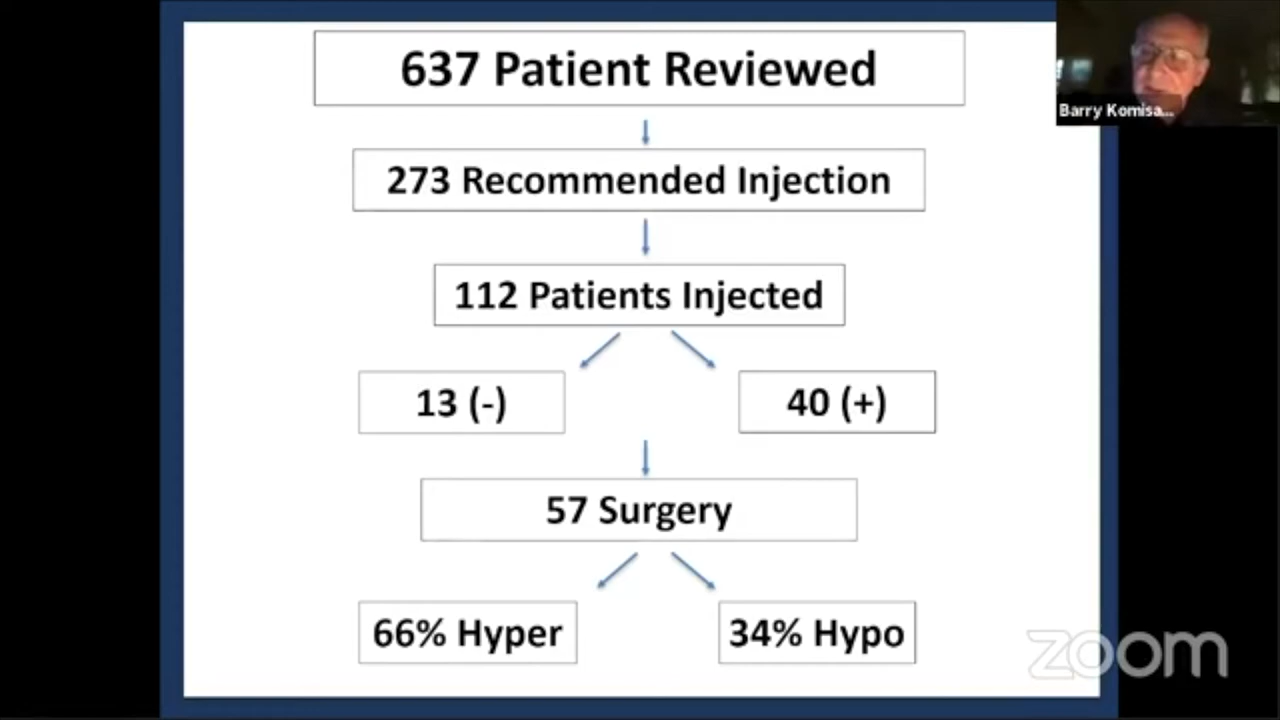 637 Patient Reviewed
Barry Komisa...
273 Recommended Injection
112 Patients Injected
13 (-)
40 (+)
57 Surgery
66% Hyper
34% Hypo
zoom